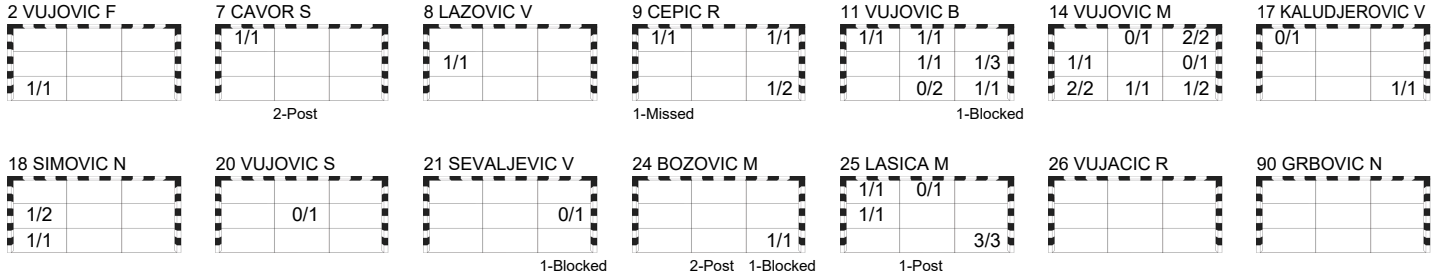 2 VUJOVIC F 7 CAVOR S 8 LAZOVIC V 9 CEPIC R 11 VUJOVIC B 14 VUJOVIC M 17 KALUDJEROVIC V
1/1 1/1 1/1 1/1 1/1 0/1 2/2 0/1
1/1 1/1 1/3 1/1 0/1
1/1 1/2 0/2 1/1 2/2 1/1 1/2 1/1
2-Post 1-Missed 1-Blocked
18 SIMOVIC N 20 VUJOVIC S 21 SEVALJEVIC V 24 BOZOVIC M 25 LASICA M 26 VUJACIC R 90 GRBOVIC N
1/1 0/1
1/2 0/1 0/1 1/1
1/1 1/1 3/3
1-Blocked 2-Post 1-Blocked 1-Post